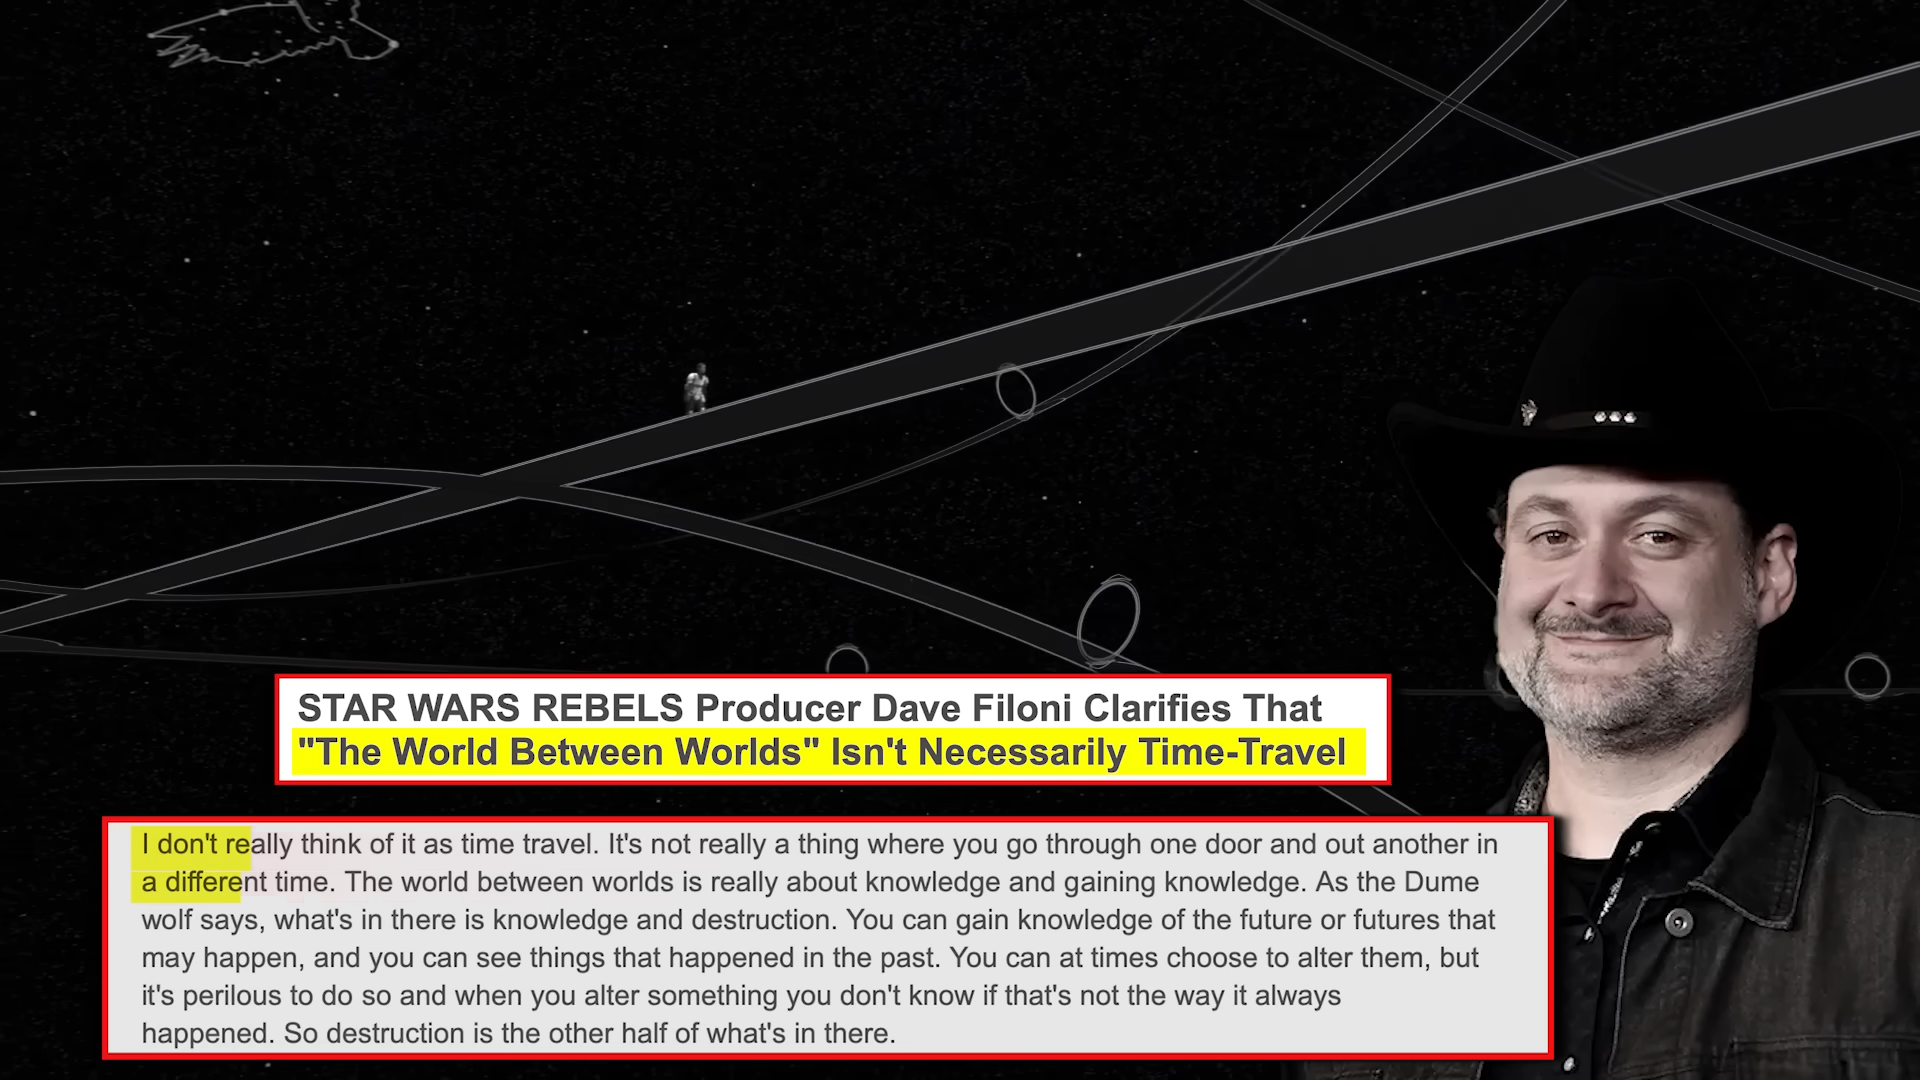 STAR WARS REBELS Producer Dave Filoni Clarifies That
"The World Between Worlds" Isn't Necessarily Time-Travel
I don't really think of it as time travel. It's not really a thing where you go through one door and out another in
a different time. The world between worlds is really about knowledge and gaining knowledge. As the Dume
wolf says, what's in there is knowledge and destruction. You can gain knowledge of the future or futures that
may happen, and you can see things that happened in the past. You can at times choose to alter them, but
it's perilous to do so and when you alter something you don't know if that's not the way it always
happened. So destruction is the other half of what's in there.